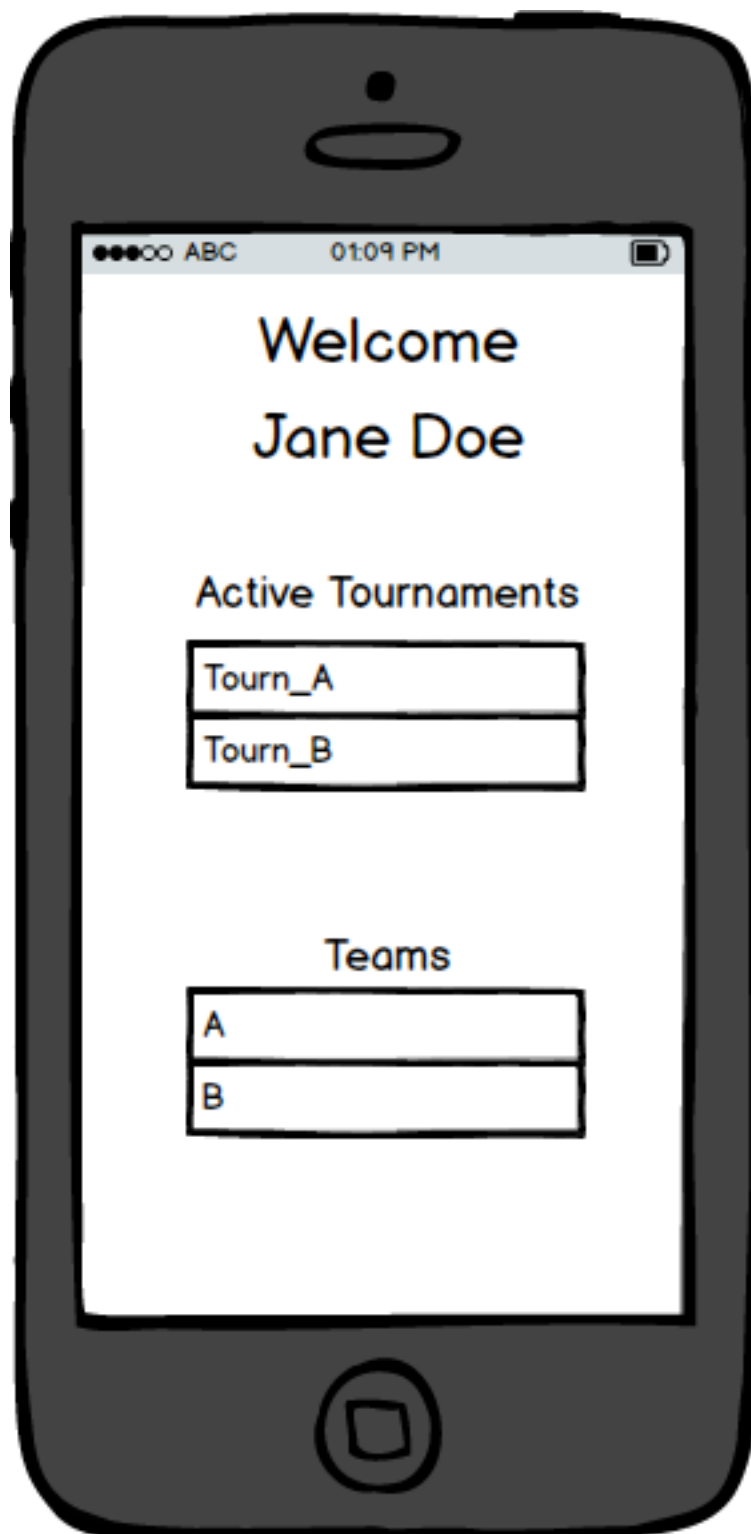 ABC 01:09 PM
Welcome
Jane Doe
Active Tournaments
Tourn_A
Tourn_B
Teams
A
B